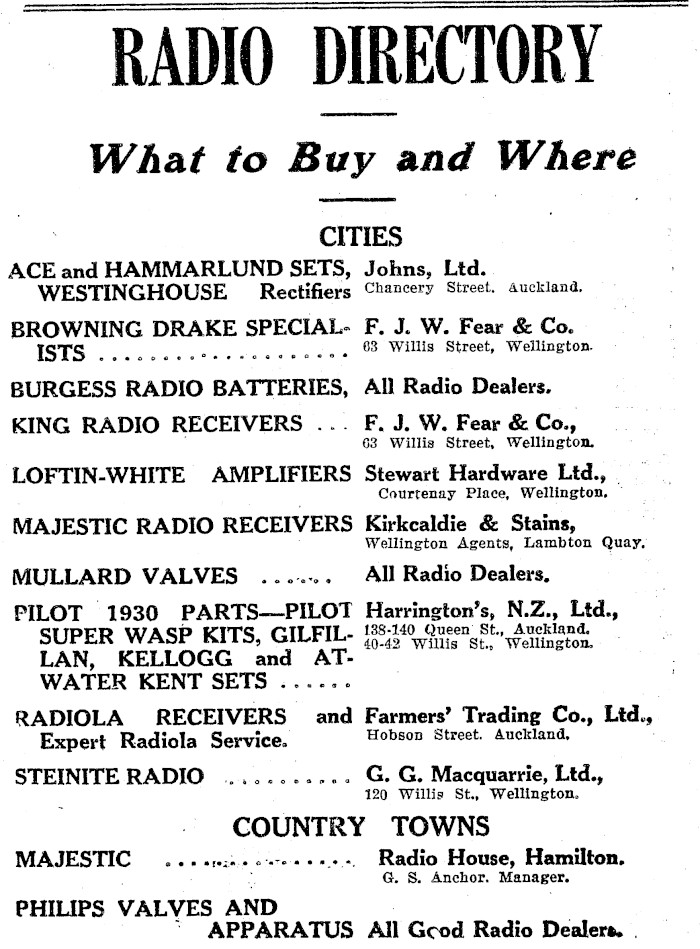 RADIO DIRECTORY
What to Buy and Where
CITIES
ACE and HAMMARLUND SETS, Johns, Ltd.
WESTINGHOUSE Rectifiers Chancery Street, Auckland.
BROWNING DRAKE SPECIAL- F. J. W. Fear & Co.
ISTS .................... 63 Willis Street, Wellington.
BURGESS RADIO BATTERIES, All Radio Dealers.
KING RADIO RECEIVERS ... F. J. W. Fear & Co.,
63 Willis Street, Wellington.
LOFTIN-WHITE AMPLIFIERS Stewart Hardware Ltd.,
Courtenay Place, Wellington.
MAJESTIC RADIO RECEIVERS Kirkcaldie & Stains,
Wellington Agents, Lambton Quay.
MULLARD VALVES ....... All Radio Dealers.
PILOT 1930 PARTS—PILOT Harrington's, N.Z., Ltd.,
SUPER WASP KITS, GILFIL- 138-140 Queen St., Auckland.
LAN, KELLOGG and AT- 40-42 Willis St., Wellington.
WATER KENT SETS ......
RADIOLA RECEIVERS and Farmers' Trading Co., Ltd.,
Expert Radiola Service. Hobson Street. Auckland.
STEINITE RADIO .......... G. G. Macquarrie, Ltd.,
120 Willis St., Wellington.
COUNTRY TOWNS
MAJESTIC ................ Radio House, Hamilton.
G. S. Anchor. Manager.
PHILIPS VALVES AND
APPARATUS All Good Radio Dealers.